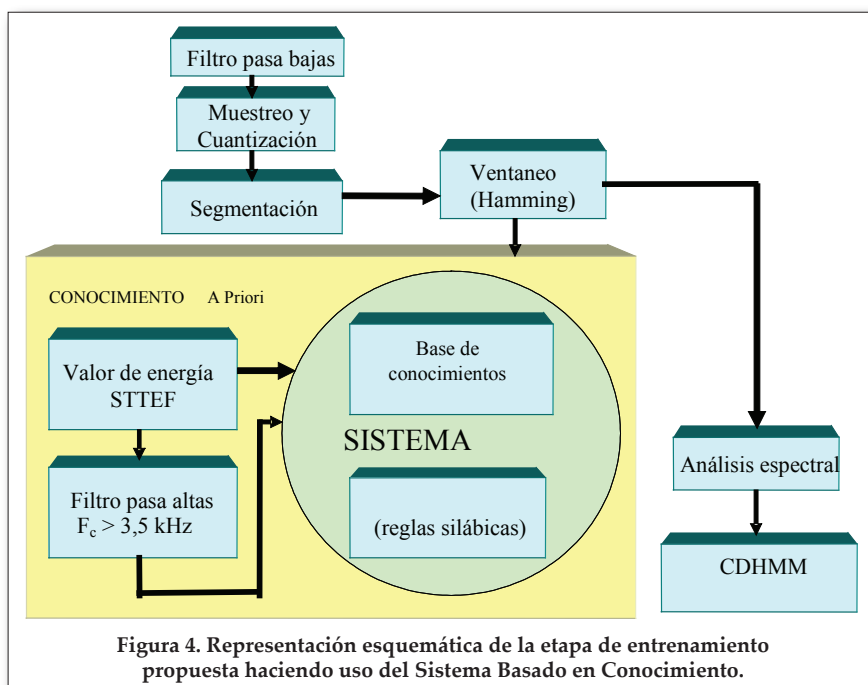 Filtro pasa bajas
Muestreo y
Cuantización
Segmentación
Ventaneo
(Hamming)
CONOCIMIENTO A Priori
Valor de energía
STTEF
Filtro pasa altas
Fc > 3,5 kHz
Base de
conocimientos
SISTEMA
(reglas silábicas)
Análisis espectral
CDHMM
Figura 4. Representación esquemática de la etapa de entrenamiento
propuesta haciendo uso del Sistema Basado en Conocimiento.